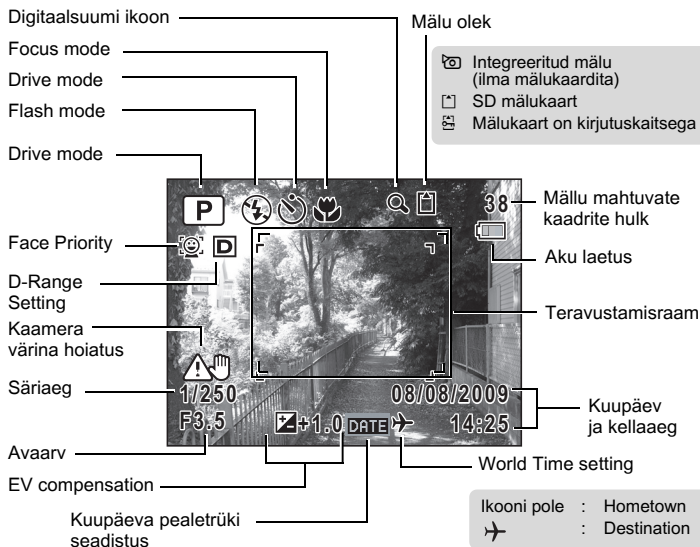 Digitaalsuumi ikoon
Mälu olek
Focus mode
Drive mode
Flash mode
Drive mode
Integreeritud mälu
(ilma mälukaardita)
SD mälukaart
Mälukaart on kirjutuskaitsega
P
38
Mällu mahtuvate
kaadrite hulk
Face Priority
D
Aku laetus
D-Range
Setting
Teravustamisraam
Kaamera
värina hoiatus
Säriaeg
1/250
08/08/2009
Kuupäev
ja kellaaeg
F3.5
+1.0
DATE
14:25
Avaarv
World Time setting
EV compensation
Kuupäeva pealetrüki
seadistus
Ikooni pole : Hometown
: Destination